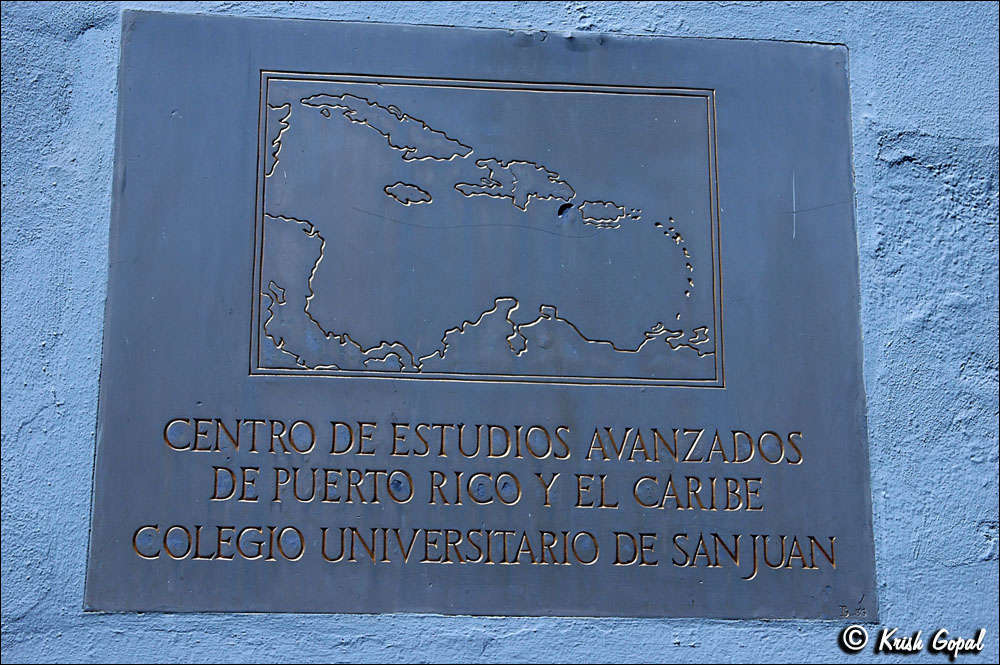 CENTRO DE ESTUDIOS AVANZADOS
DE PUERTO RICO Y EL CARIBE
COLEGIO UNIVERSITARIO DE SAN JUAN
© Krish Gopal